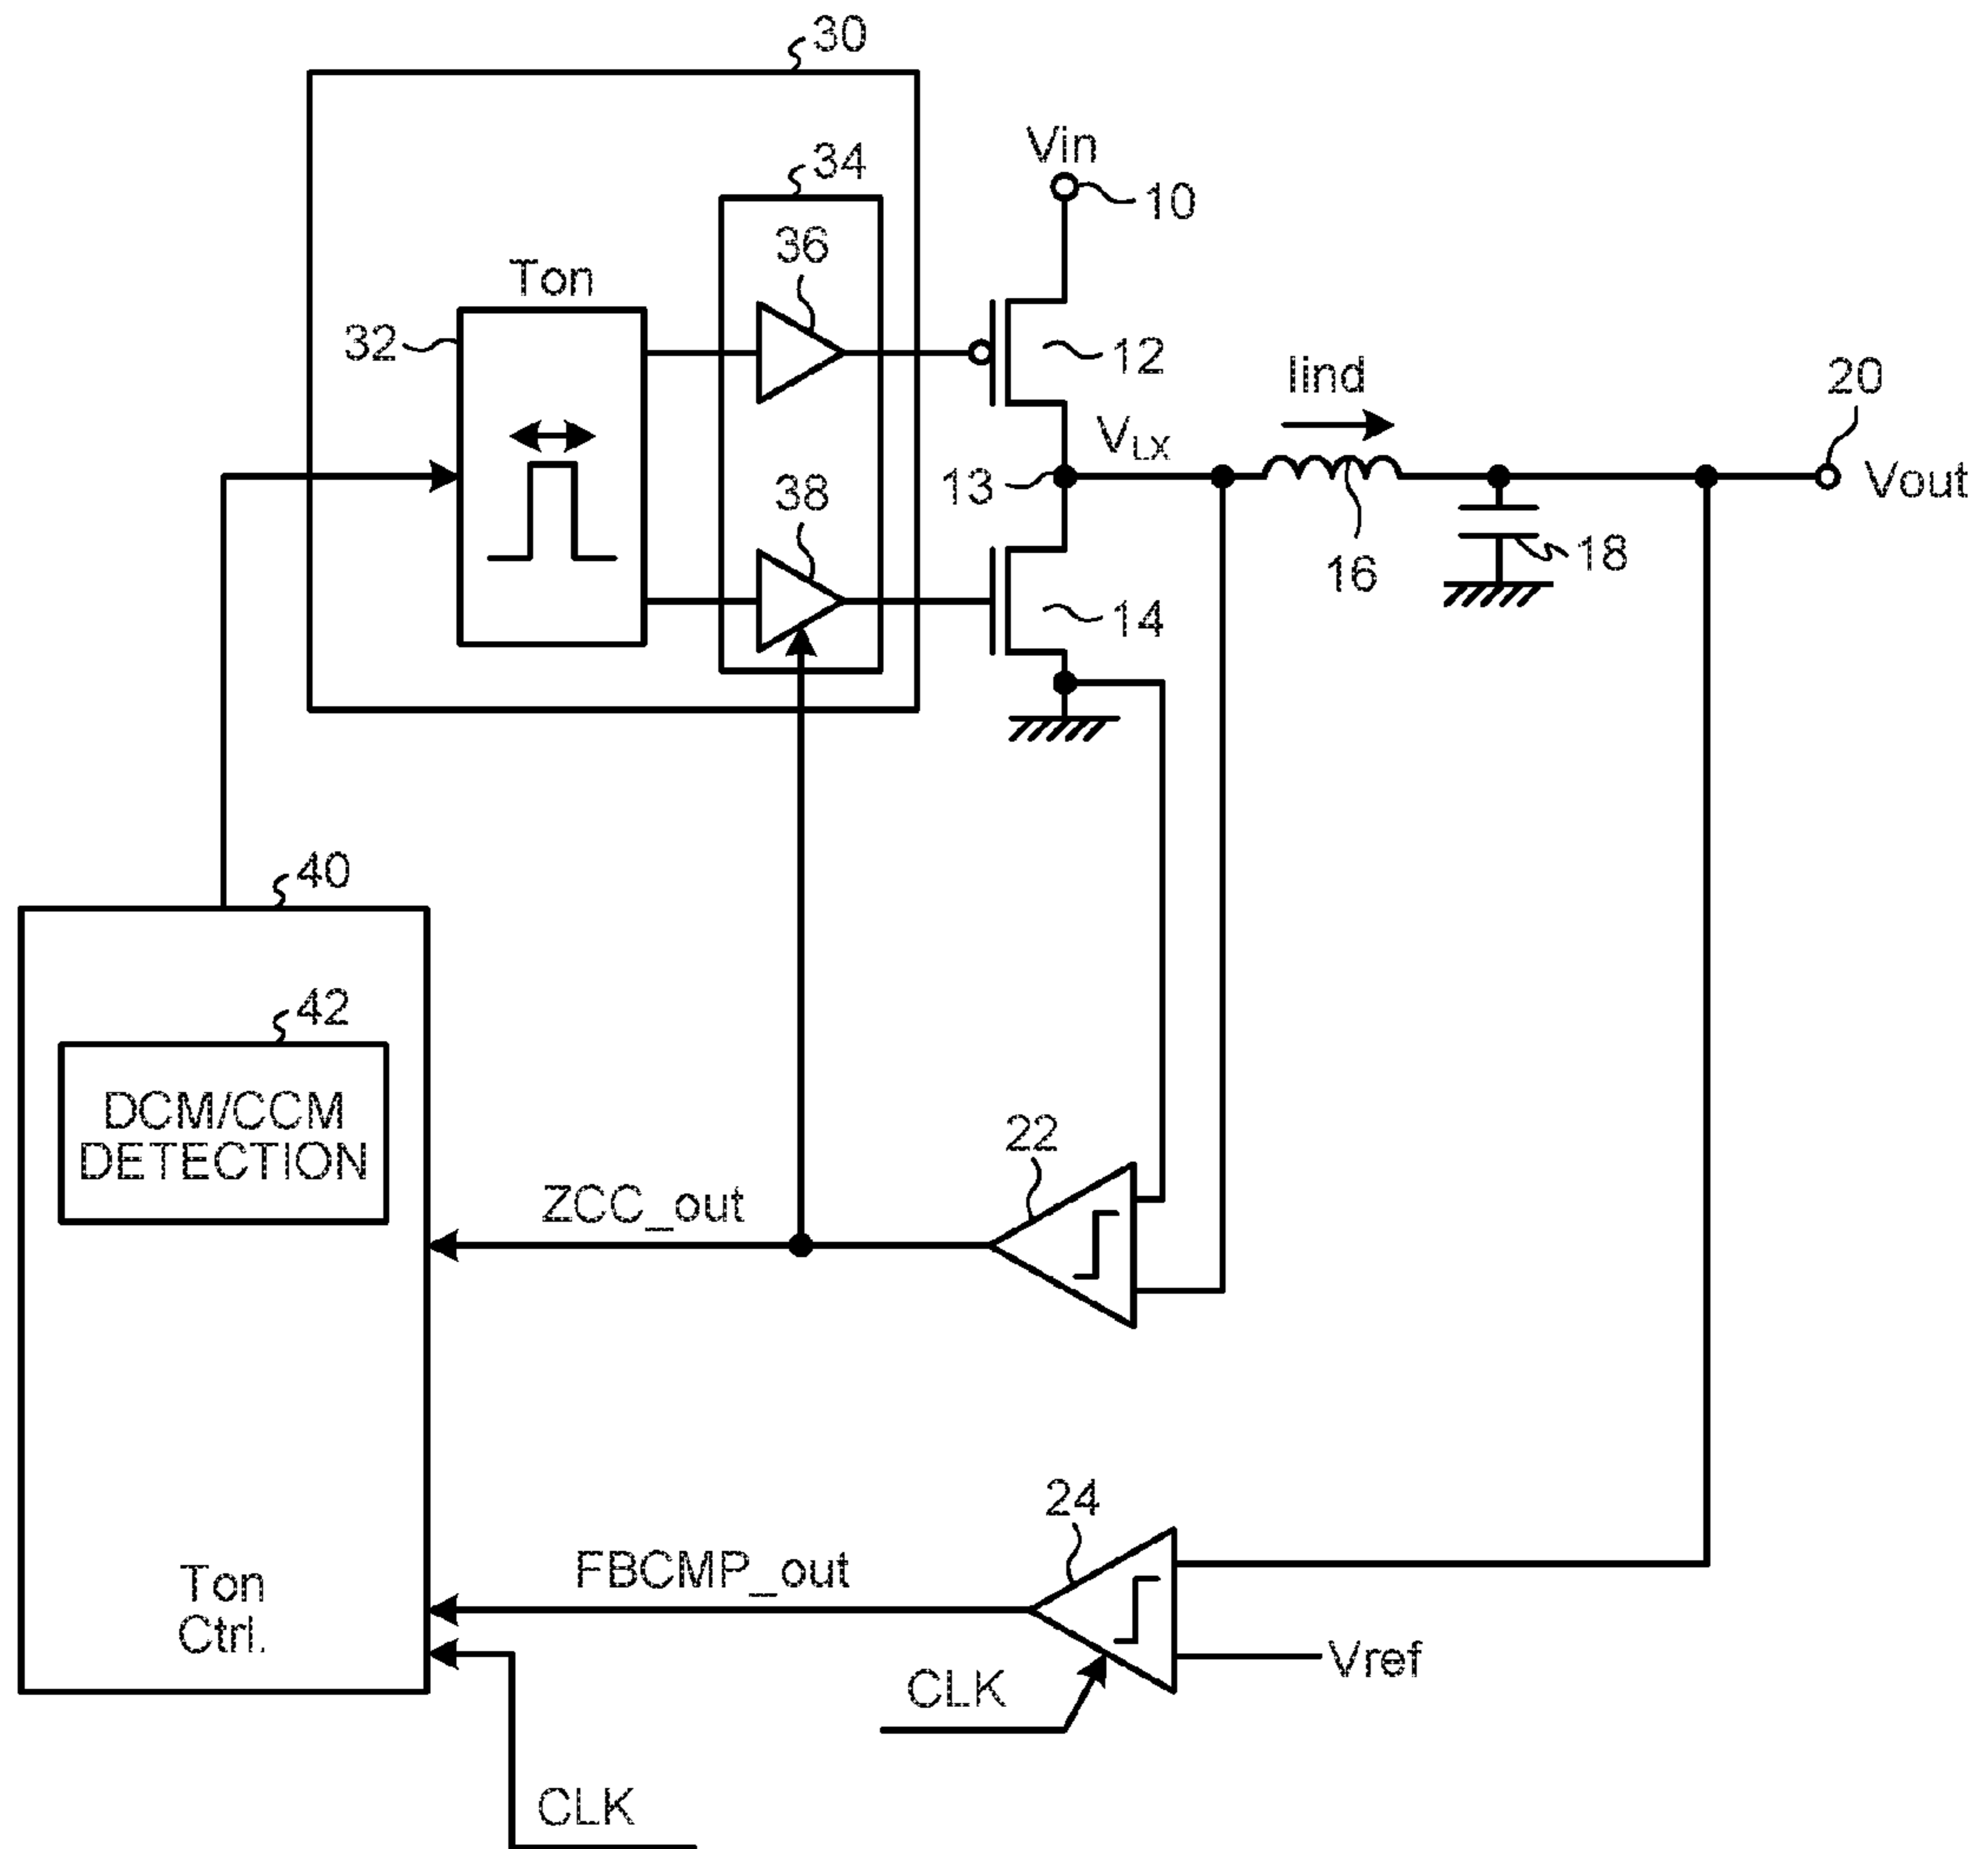 30
Vin
10
34
36
Ton
32
12
Iind
20
VLX
13
38
Vout
16
18
14
40
42
DCM/CCM
DETECTION
22
ZCC_out
24
FBCMP_out
Ton
Ctrl.
Vref
CLK
CLK